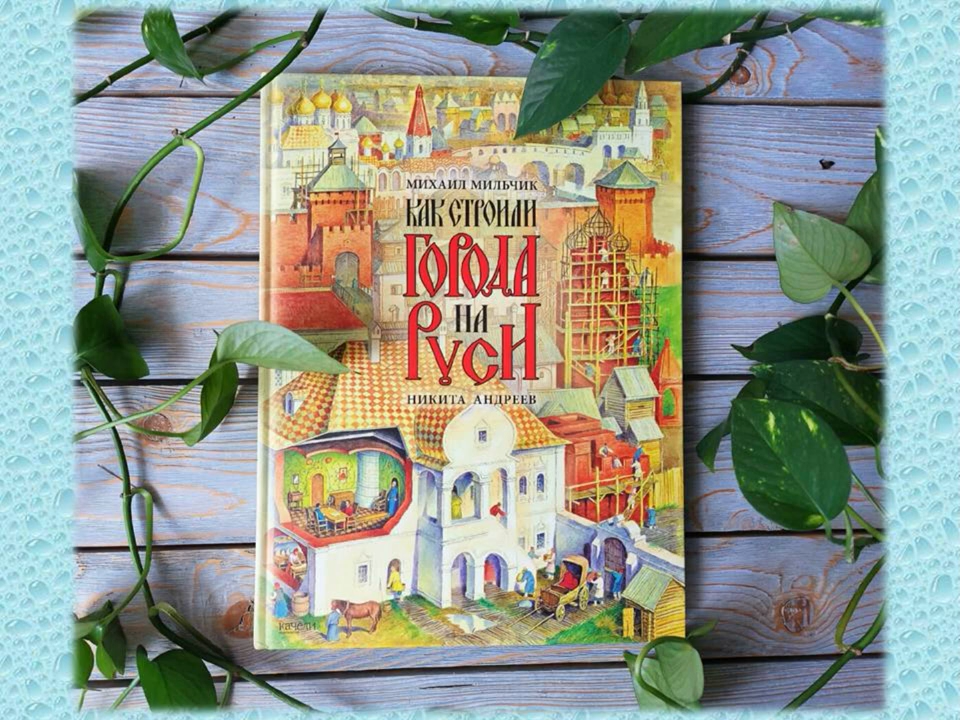 МИХАИЛ МИЛЬЧИК
КАК СТРОИЛИ
ГОРОДА
НА
РУСИ
НИКИТА АНДРЕЕВ
качели